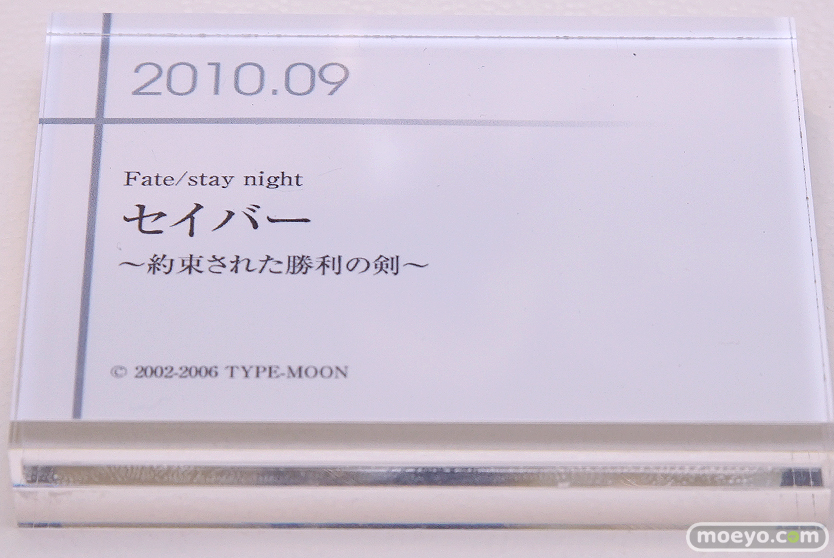 2010.09
Fate/stay night
セイバー
～約束された勝利の剣～
© 2002-2006 TYPE-MOON
moeyo.com